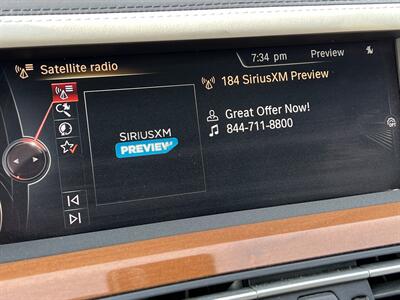 7:34 pm Preview
Satellite radio
184 SiriusXM Preview
Great Offer Now!
844-711-8800
SIRIUSXM
PREVIEW